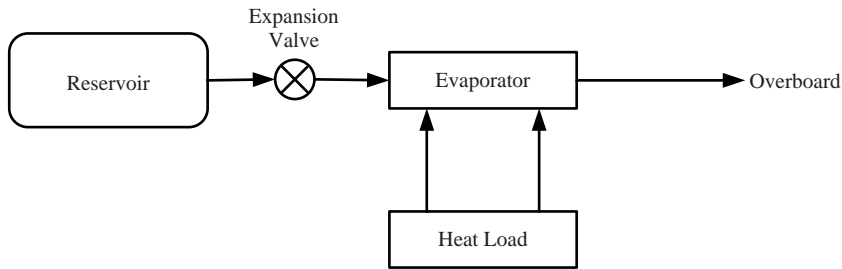 Expansion
Valve
Reservoir
Evaporator
Overboard
Heat Load